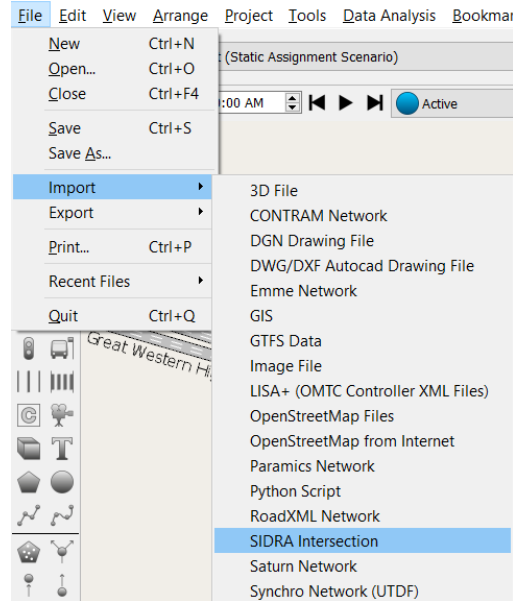 File Edit View Arrange Project Tools Data Analysis Bookmar
New Ctrl+N
(Static Assignment Scenario)
Open... Ctrl+O
Close Ctrl+F4
:00 AM Active
Save Ctrl+S
Save As...
Import
Export
Print... Ctrl+P
Recent Files
Quit Ctrl+Q
3D File
CONTRAM Network
DGN Drawing File
DWG/DXF Autocad Drawing File
Emme Network
GIS
GTFS Data
Image File
LISA+ (OMTC Controller XML Files)
OpenStreetMap Files
OpenStreetMap from Internet
Paramics Network
Python Script
RoadXML Network
SIDRA Intersection
Saturn Network
Synchro Network (UTDF)
Great Western Hi
C
T